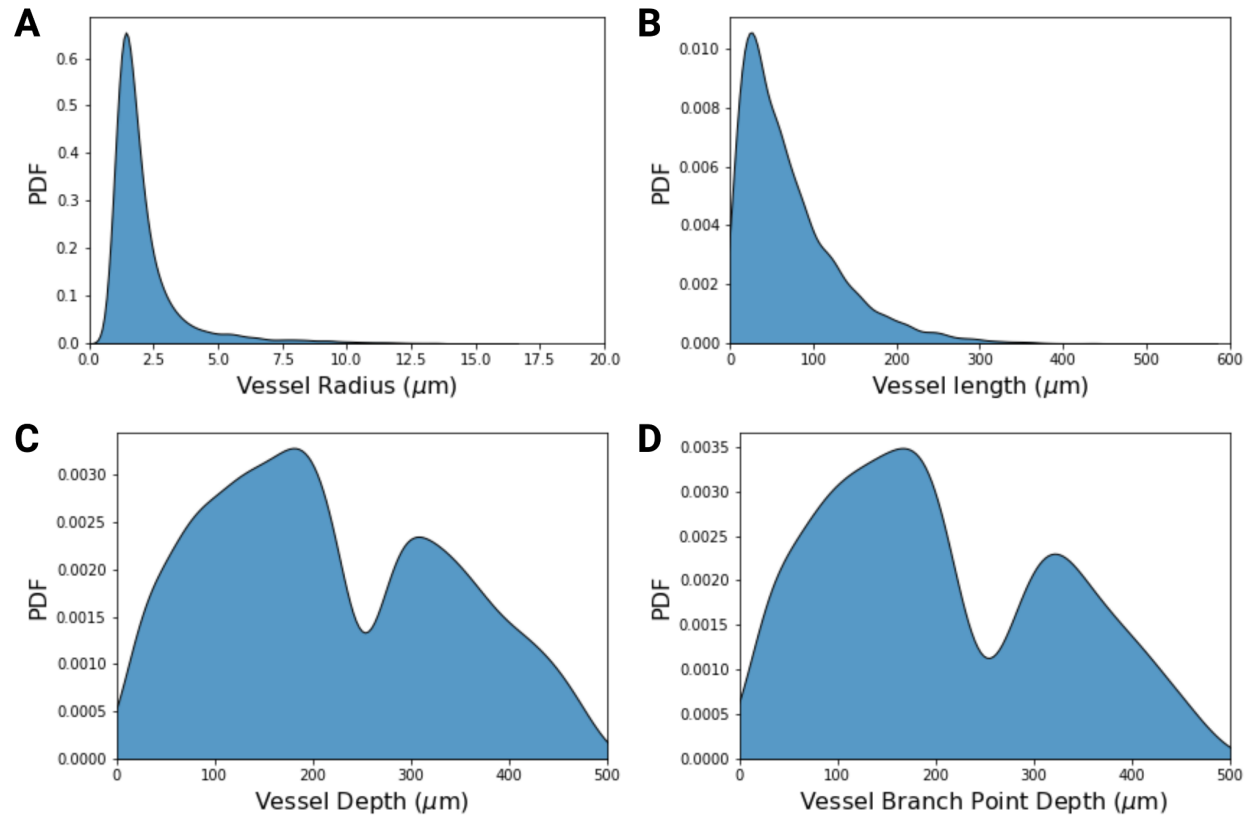 A
PDF
0.6
0.5
0.4
0.3
0.2
0.1
0.0
0.0 2.5 5.0 7.5 10.0 12.5 15.0 17.5 20.0
Vessel Radius (μm)
B
PDF
0.010
0.008
0.006
0.004
0.002
0.000
0 100 200 300 400 500 600
Vessel length (μm)
C
PDF
0.0030
0.0025
0.0020
0.0015
0.0010
0.0005
0.0000
0 100 200 300 400 500
Vessel Depth (μm)
D
PDF
0.0035
0.0030
0.0025
0.0020
0.0015
0.0010
0.0005
0.0000
0 100 200 300 400 500
Vessel Branch Point Depth (μm)